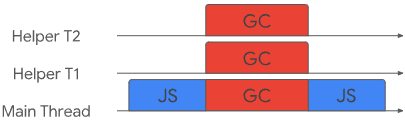 GC
Helper T2
GC
Helper T1
JS GC JS
Main Thread